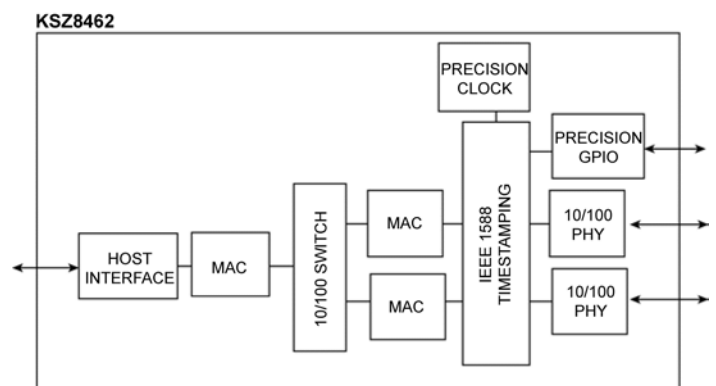 KSZ8462
PRECISION
CLOCK
PRECISION
GPIO
IEEE 1588
TIMESTAMPING
10/100 SWITCH
MAC
10/100
PHY
HOST
INTERFACE
MAC
MAC
10/100
PHY